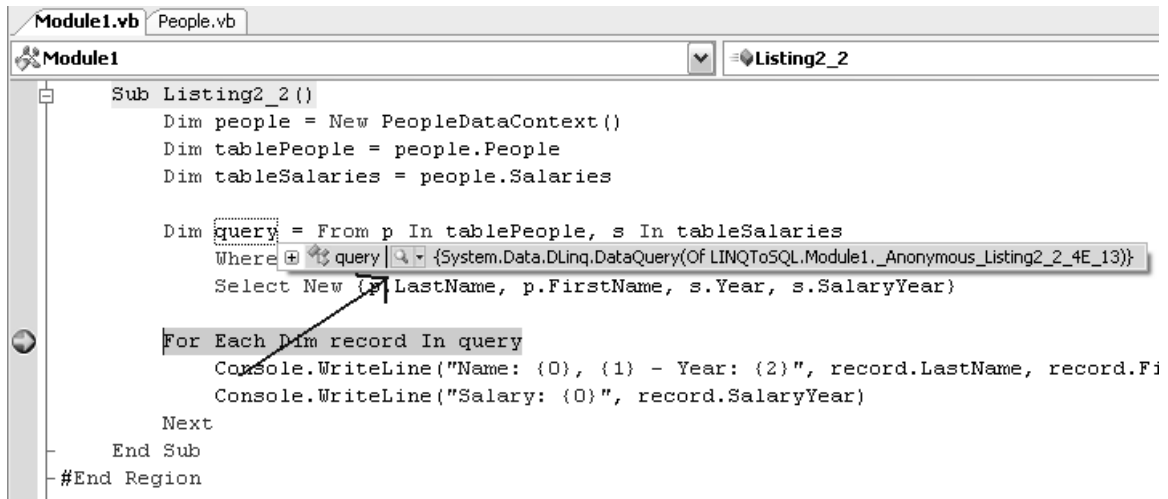 Module1.vb People.vb
Module1 Listing2_2
Sub Listing2_2()
Dim people = New PeopleDataContext()
Dim tablePeople = people.People
Dim tableSalaries = people.Salaries
Dim query = From p In tablePeople, s In tableSalaries
Where query {System.Data.DLinq.DataQuery(Of LINQToSQL.Module1._Anonymous_Listing2_2_4E_13)}
Select New {p.LastName, p.FirstName, s.Year, s.SalaryYear}
For Each Dim record In query
Console.WriteLine("Name: {0}, {1} - Year: {2}", record.LastName, record.Fi
Console.WriteLine("Salary: {0}", record.SalaryYear)
Next
End Sub
#End Region